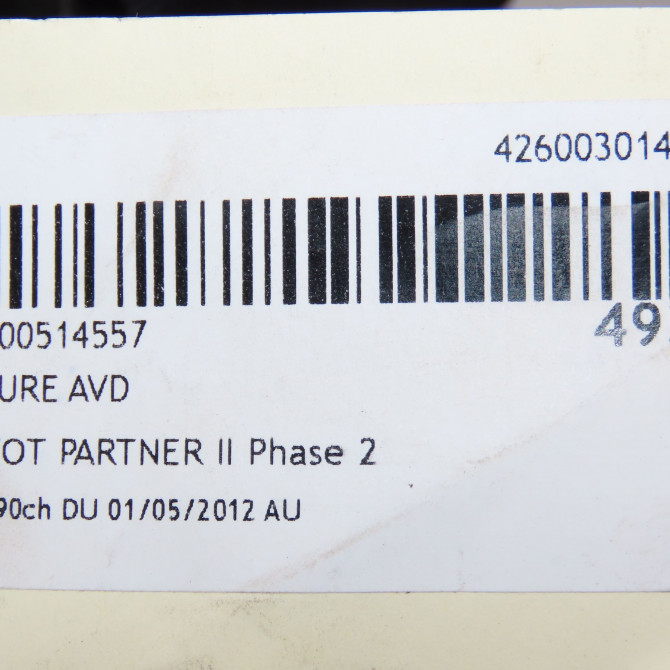 426003014
49
00514557
URE AVD
OT PARTNER II Phase 2
90ch DU 01/05/2012 AU